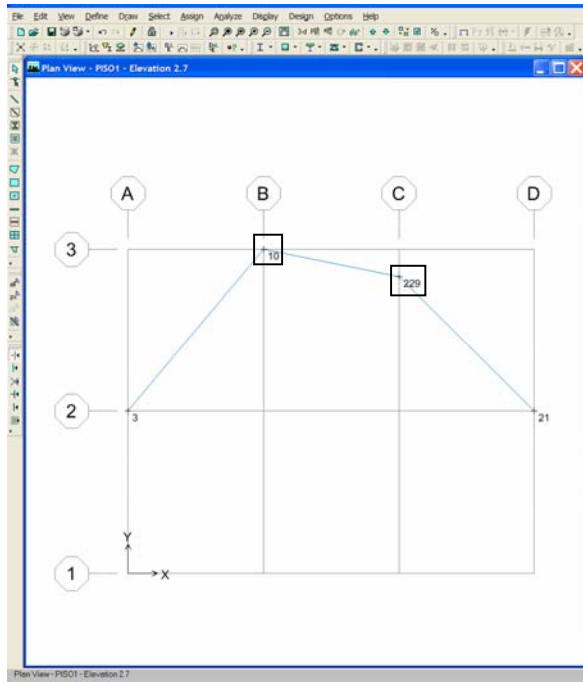 File Edit View Define Draw Select Assign Analyze Display Design Options Help
Plan View - PISO1 - Elevation 2.7
A B C D
3
10
229
2
3
21
Y
1
X
Plan View - PISO1 - Elevation 2.7